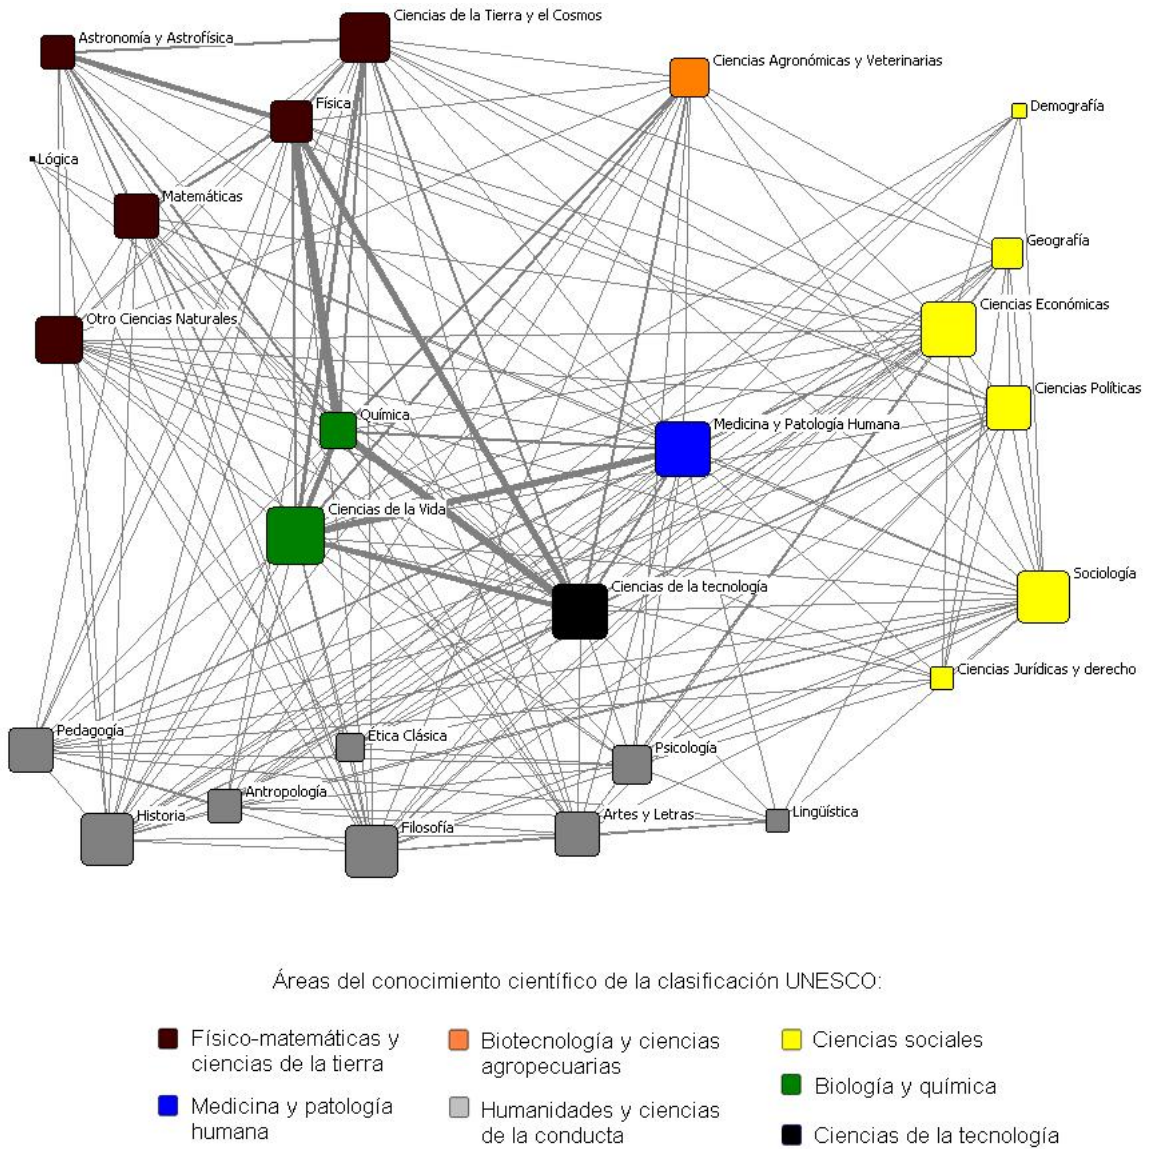 Ciencias de la Tierra y el Cosmos
Astronomía y Astrofísica
Ciencias Agronómicas y Veterinarias
Física
Demografía
Lógica
Matemáticas
Geografía
Ciencias Económicas
Otro Ciencias Naturales
Ciencias Políticas
Química
Medicina y Patología Humana
Ciencias de la Vida
Sociología
Ciencias de la tecnología
Ciencias Jurídicas y derecho
Pedagogía
Ética Clásica
Psicología
Antropología
Historia
Filosofía
Artes y Letras
Lingüística
Áreas del conocimiento científico de la clasificación UNESCO:
Físico-matemáticas y
ciencias de la tierra
Medicina y patología
humana
Biotecnología y ciencias
agropecuarias
Humanidades y ciencias
de la conducta
Ciencias sociales
Biología y química
Ciencias de la tecnología